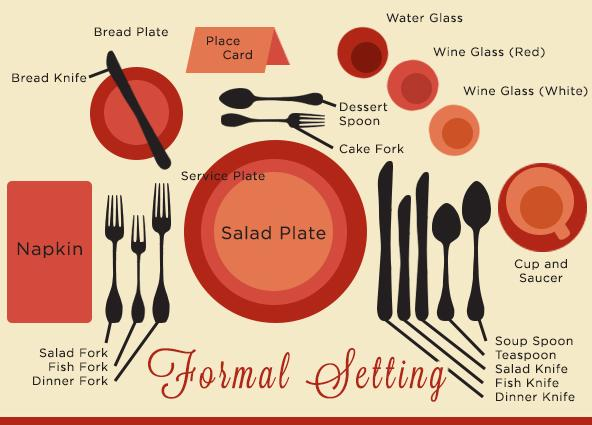 Bread Plate
Bread Knife
Place
Card
Water Glass
Wine Glass (Red)
Wine Glass (White)
Dessert
Spoon
Cake Fork
Service Plate
Salad Plate
Napkin
Cup and
Saucer
Salad Fork
Fish Fork
Dinner Fork
Soup Spoon
Teaspoon
Salad Knife
Fish Knife
Dinner Knife
Formal Setting